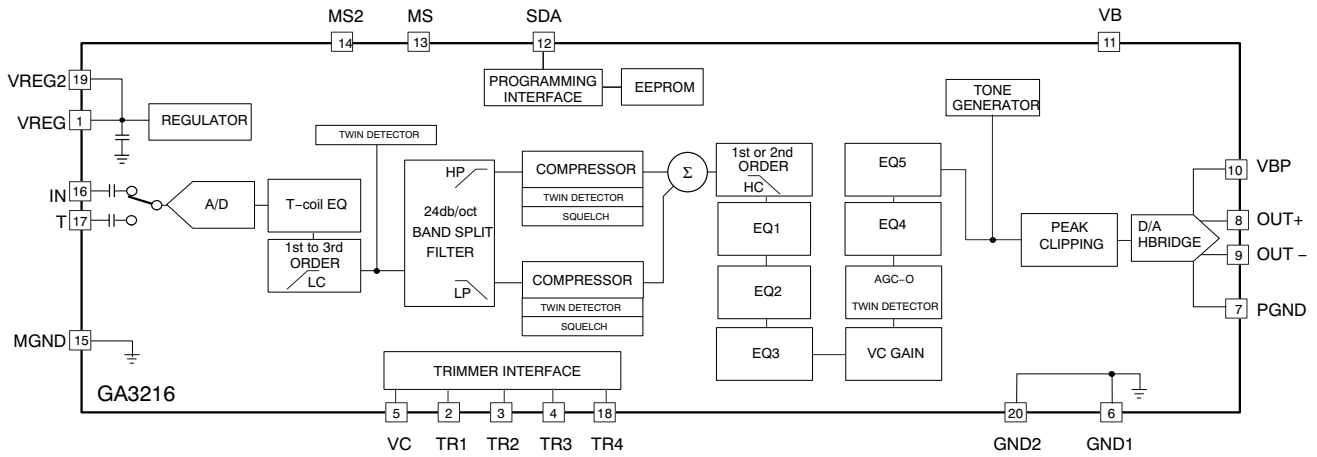 MS2
MS
SDA
VB
14
13
12
11
VREG2
19
VREG
1
REGULATOR
PROGRAMMING
INTERFACE
EEPROM
TONE
GENERATOR
TWIN DETECTOR
IN
16
T
17
A/D
T−coil EQ
1st to 3rd
ORDER
LC
HP
24db/oct
BAND SPLIT
FILTER
LP
COMPRESSOR
TWIN DETECTOR
SQUELCH
COMPRESSOR
TWIN DETECTOR
SQUELCH
Σ
1st or 2nd
ORDER
HC
EQ1
EQ2
EQ3
EQ5
EQ4
AGC−O
TWIN DETECTOR
VC GAIN
PEAK
CLIPPING
D/A
HBRIDGE
10
VBP
8
OUT+
9
OUT −
7
PGND
MGND
15
GA3216
TRIMMER INTERFACE
5
2
3
4
18
20
6
VC
TR1
TR2
TR3
TR4
GND2
GND1